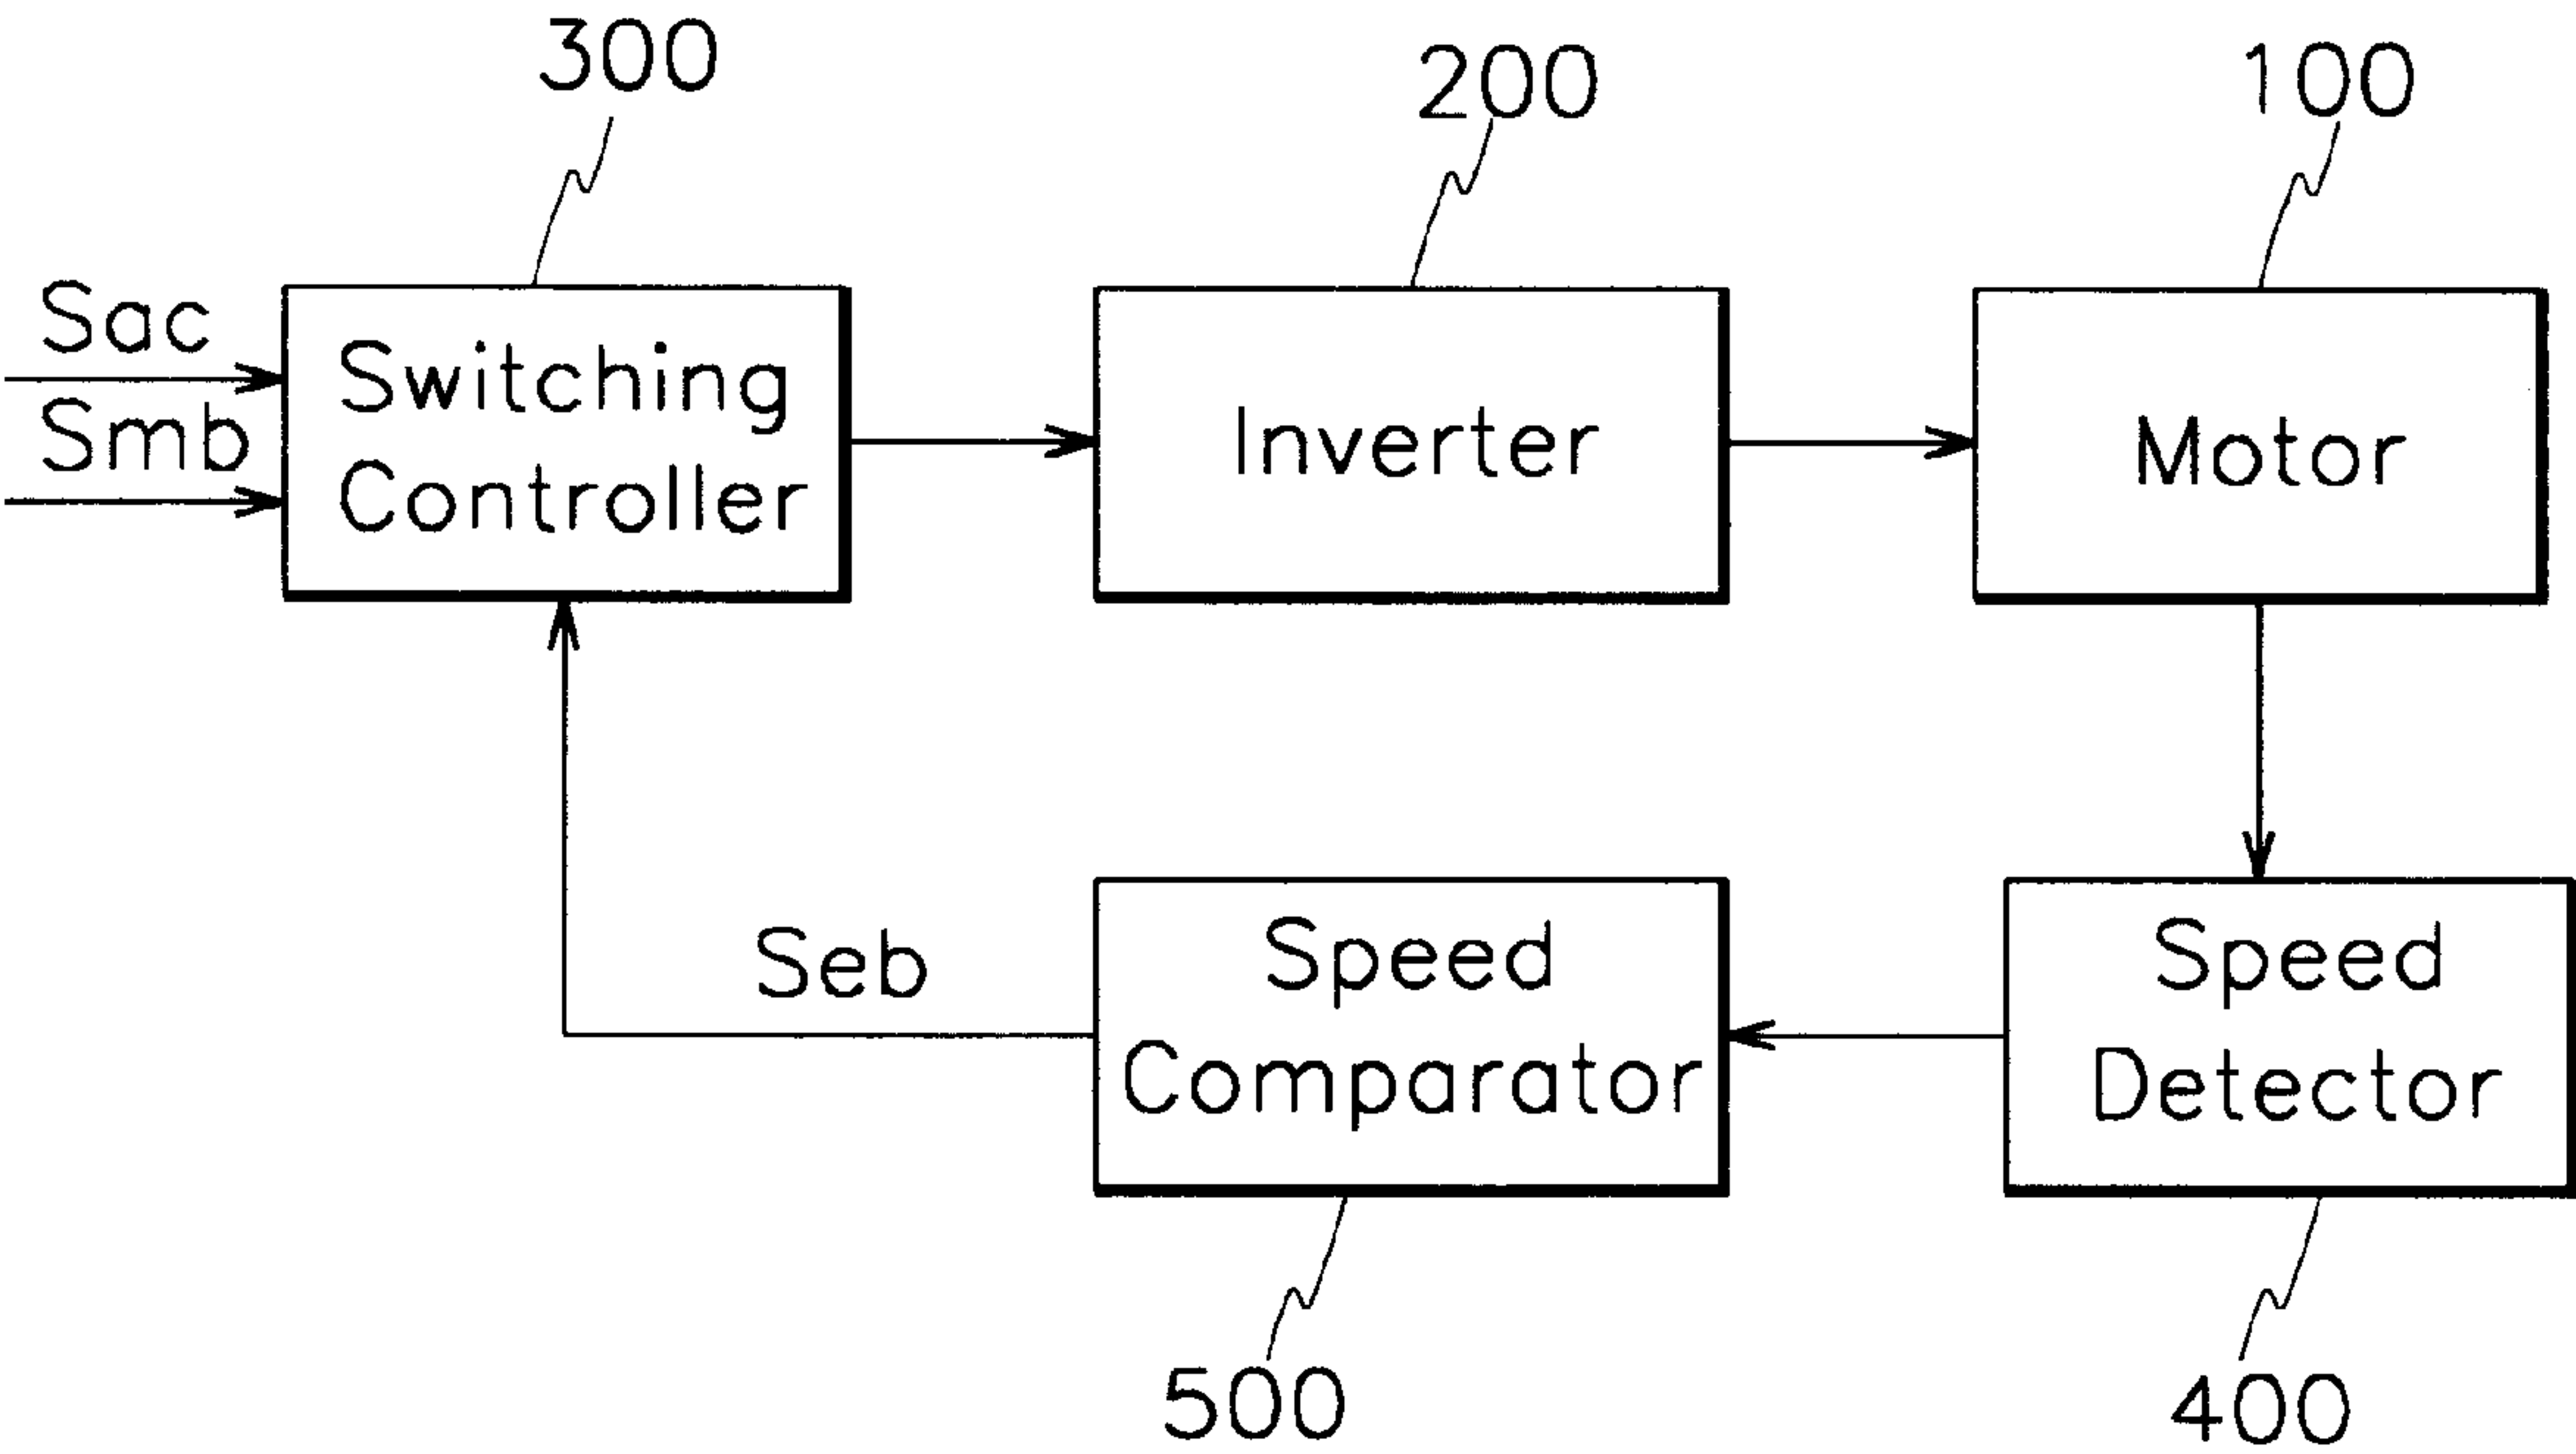 300
200
100
Sac
Smb
Switching
Controller
Inverter
Motor
Seb
Speed
Comparator
Speed
Detector
500
400